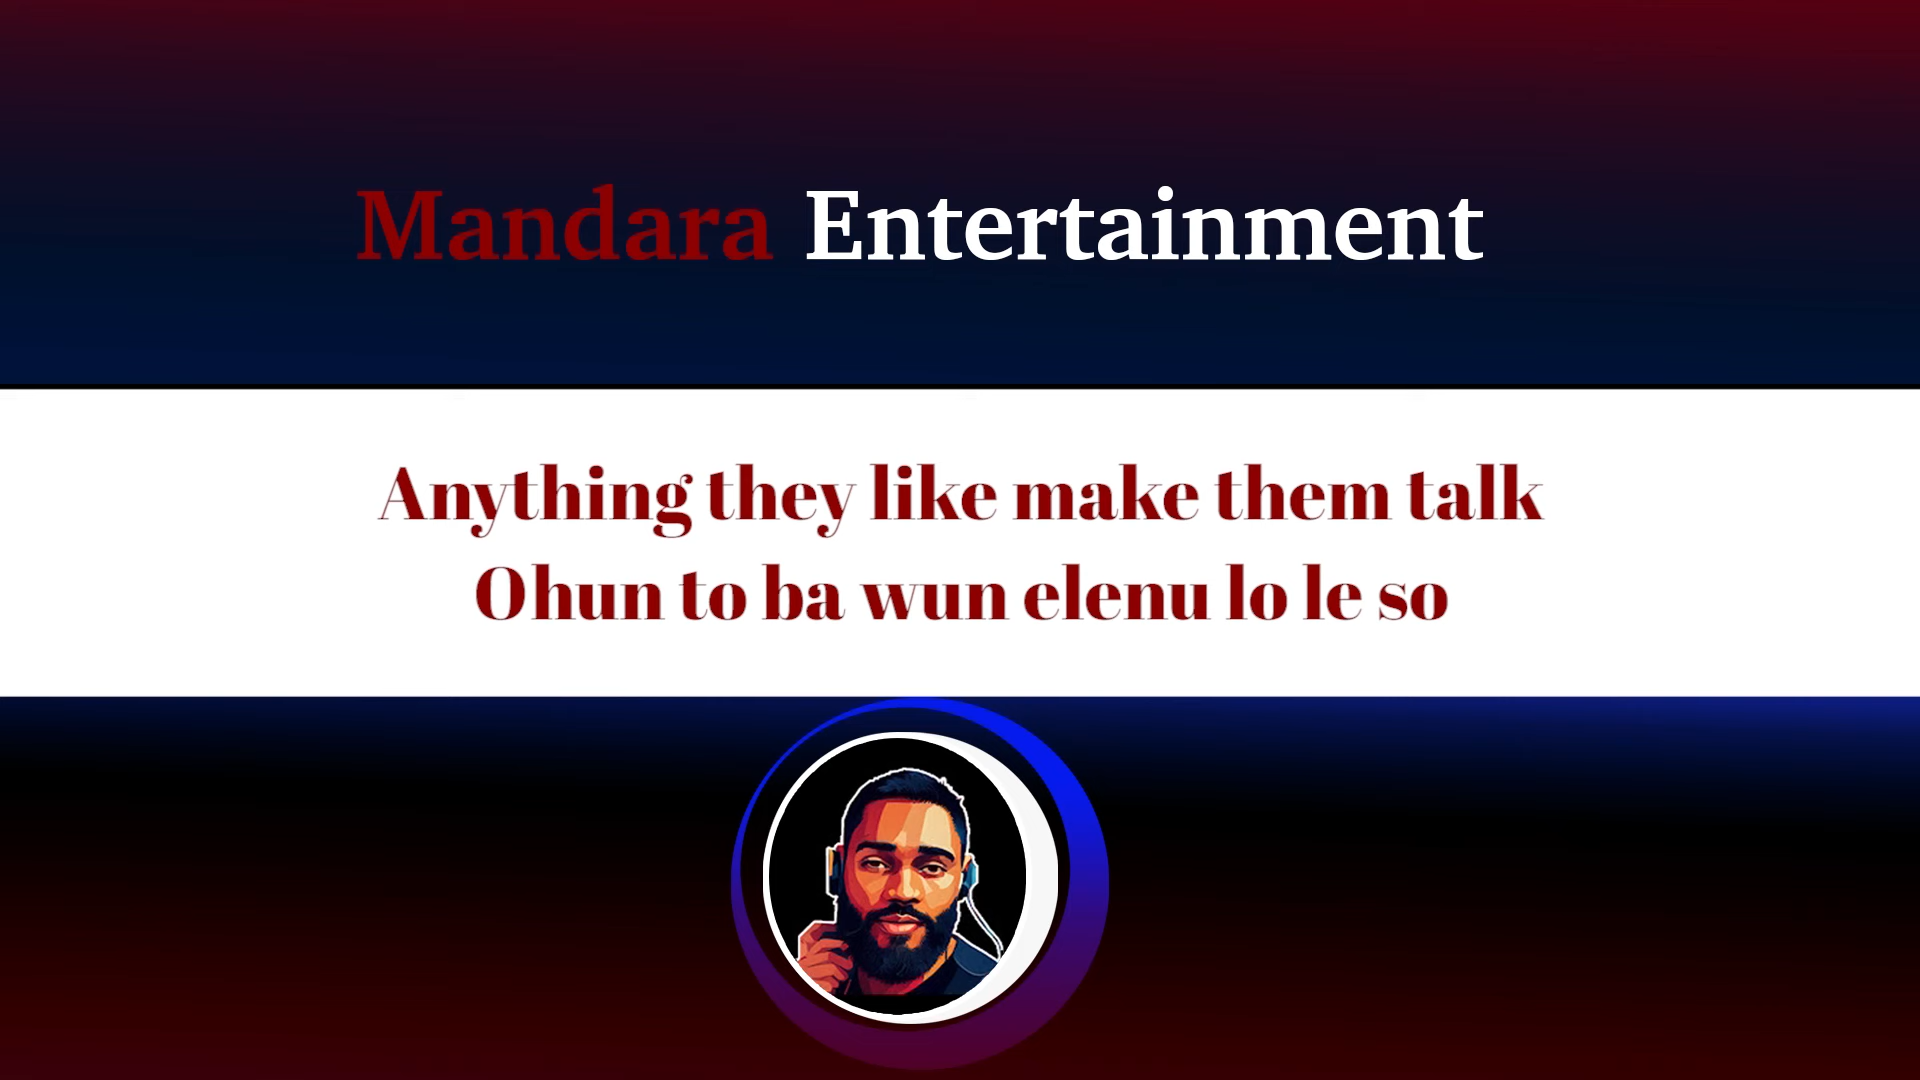 Mandara Entertainment
Anything they like make them talk
Ohun to ba wun elenu lo le so